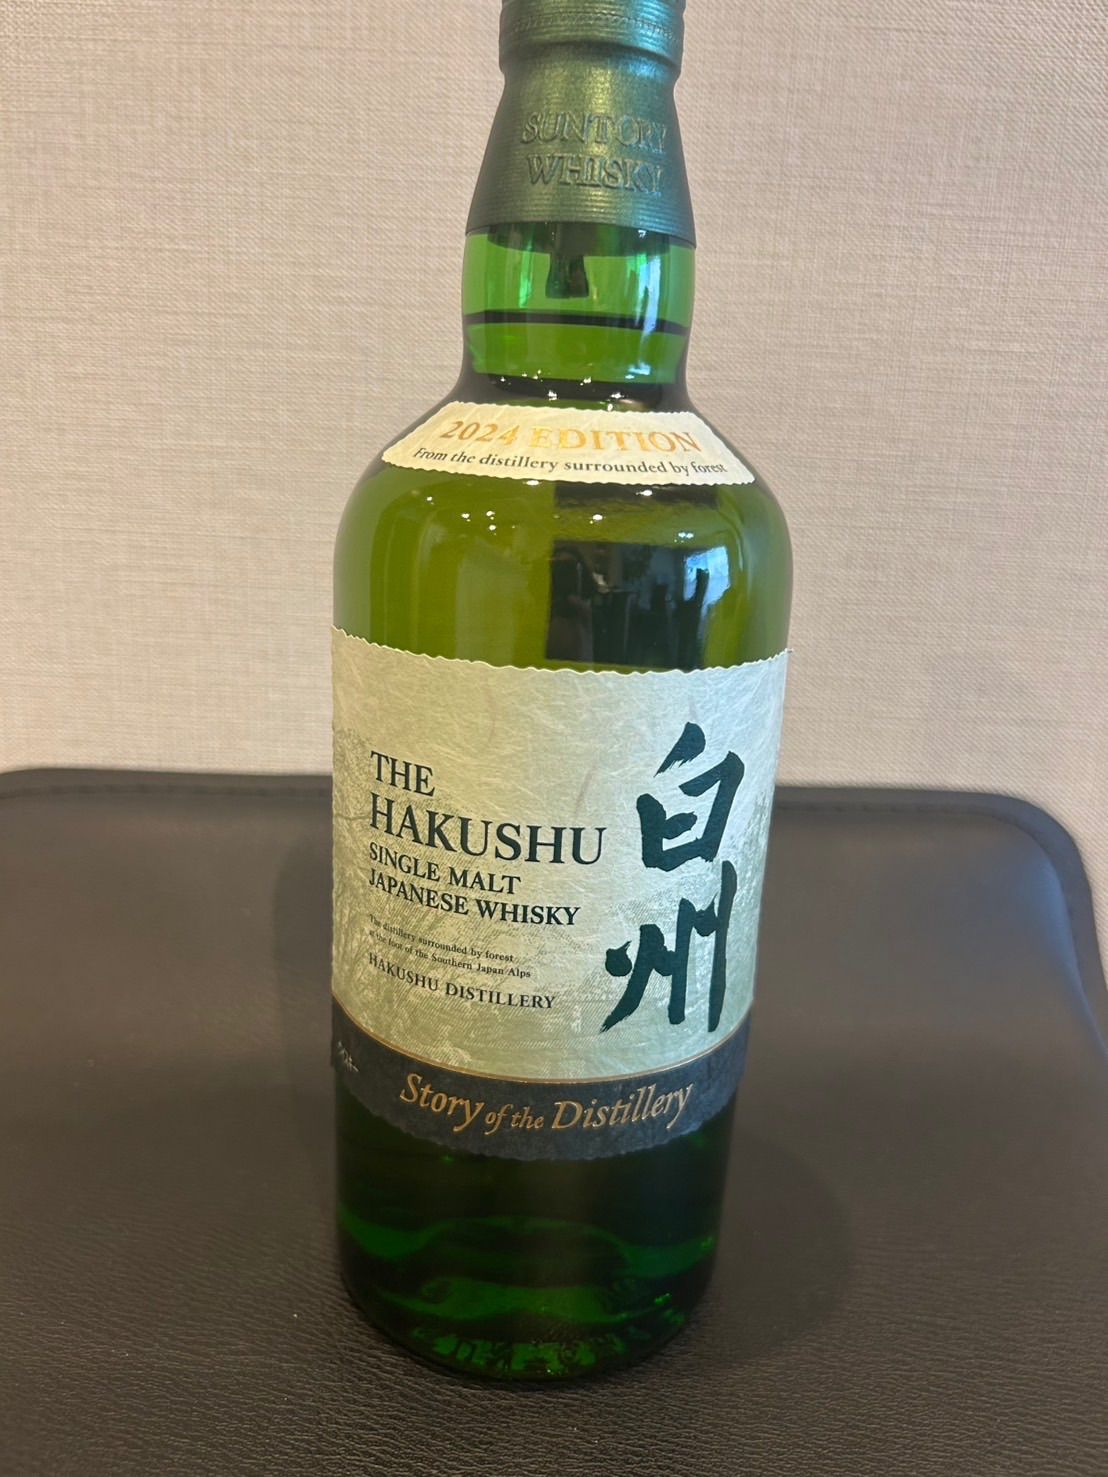 SUNTORY
WHISKY
2024 EDITION
From the distillery surrounded by forest
THE
HAKUSHU
SINGLE MALT
JAPANESE WHISKY
The distillery surrounded by forest
at the foot of the Southern Japan Alps
HAKUSHU DISTILLERY
白州
Story of the Distillery